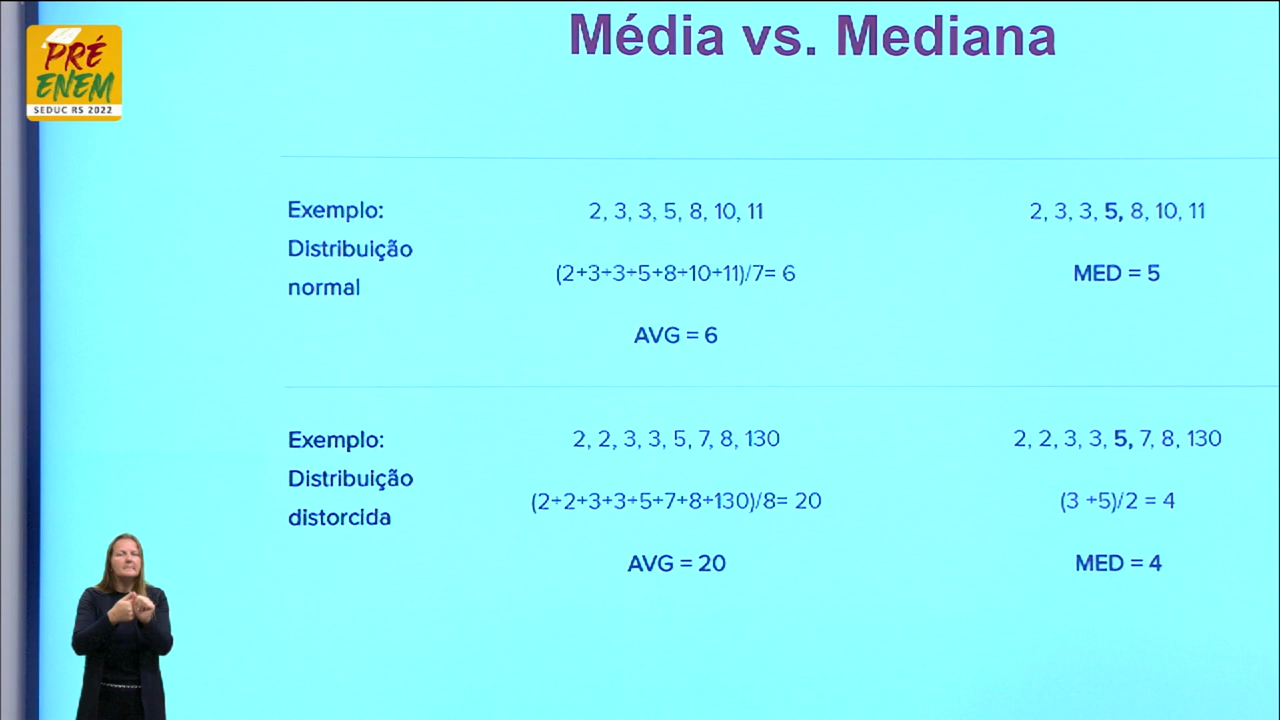 Média vs. Mediana
PRÉ
ENEM
SEDUC RS 2022
Exemplo:
Distribuição
normal
2, 3, 3, 5, 8, 10, 11
(2+3+3+5+8+10+11)/7= 6
AVG = 6
2, 3, 3, 5, 8, 10, 11
MED = 5
Exemplo:
Distribuição
distorcida
2, 2, 3, 3, 5, 7, 8, 130
(2+2+3+3+5+7+8+130)/8= 20
AVG = 20
2, 2, 3, 3, 5, 7, 8, 130
(3 +5)/2 = 4
MED = 4